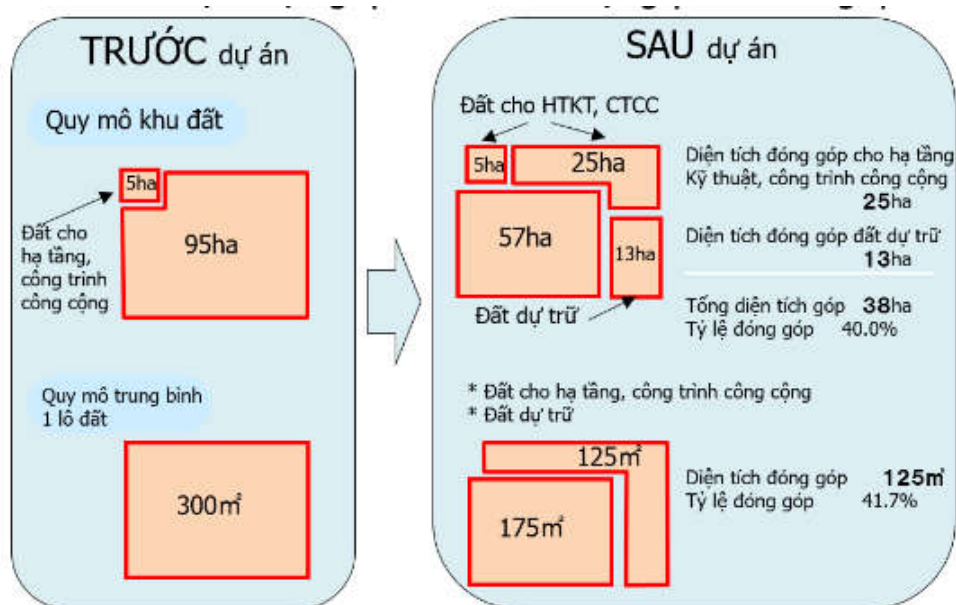 TRƯỚC dự án
Quy mô khu đất
5ha
95ha
Đất cho
hạ tầng,
công trình
công cộng
Quy mô trung bình
1 lô đất
300㎡
SAU dự án
Đất cho HTKT, CTCC
5ha
25ha
57ha
13ha
Đất dự trữ
Diện tích đóng góp cho hạ tầng
Kỹ thuật, công trình công cộng
25ha
Diện tích đóng góp đất dự trữ
13ha
Tổng diện tích góp 38ha
Tỷ lệ đóng góp 40.0%
* Đất cho hạ tầng, công trình công cộng
* Đất dự trữ
125㎡
175㎡
Diện tích đóng góp 125㎡
Tỷ lệ đóng góp 41.7%